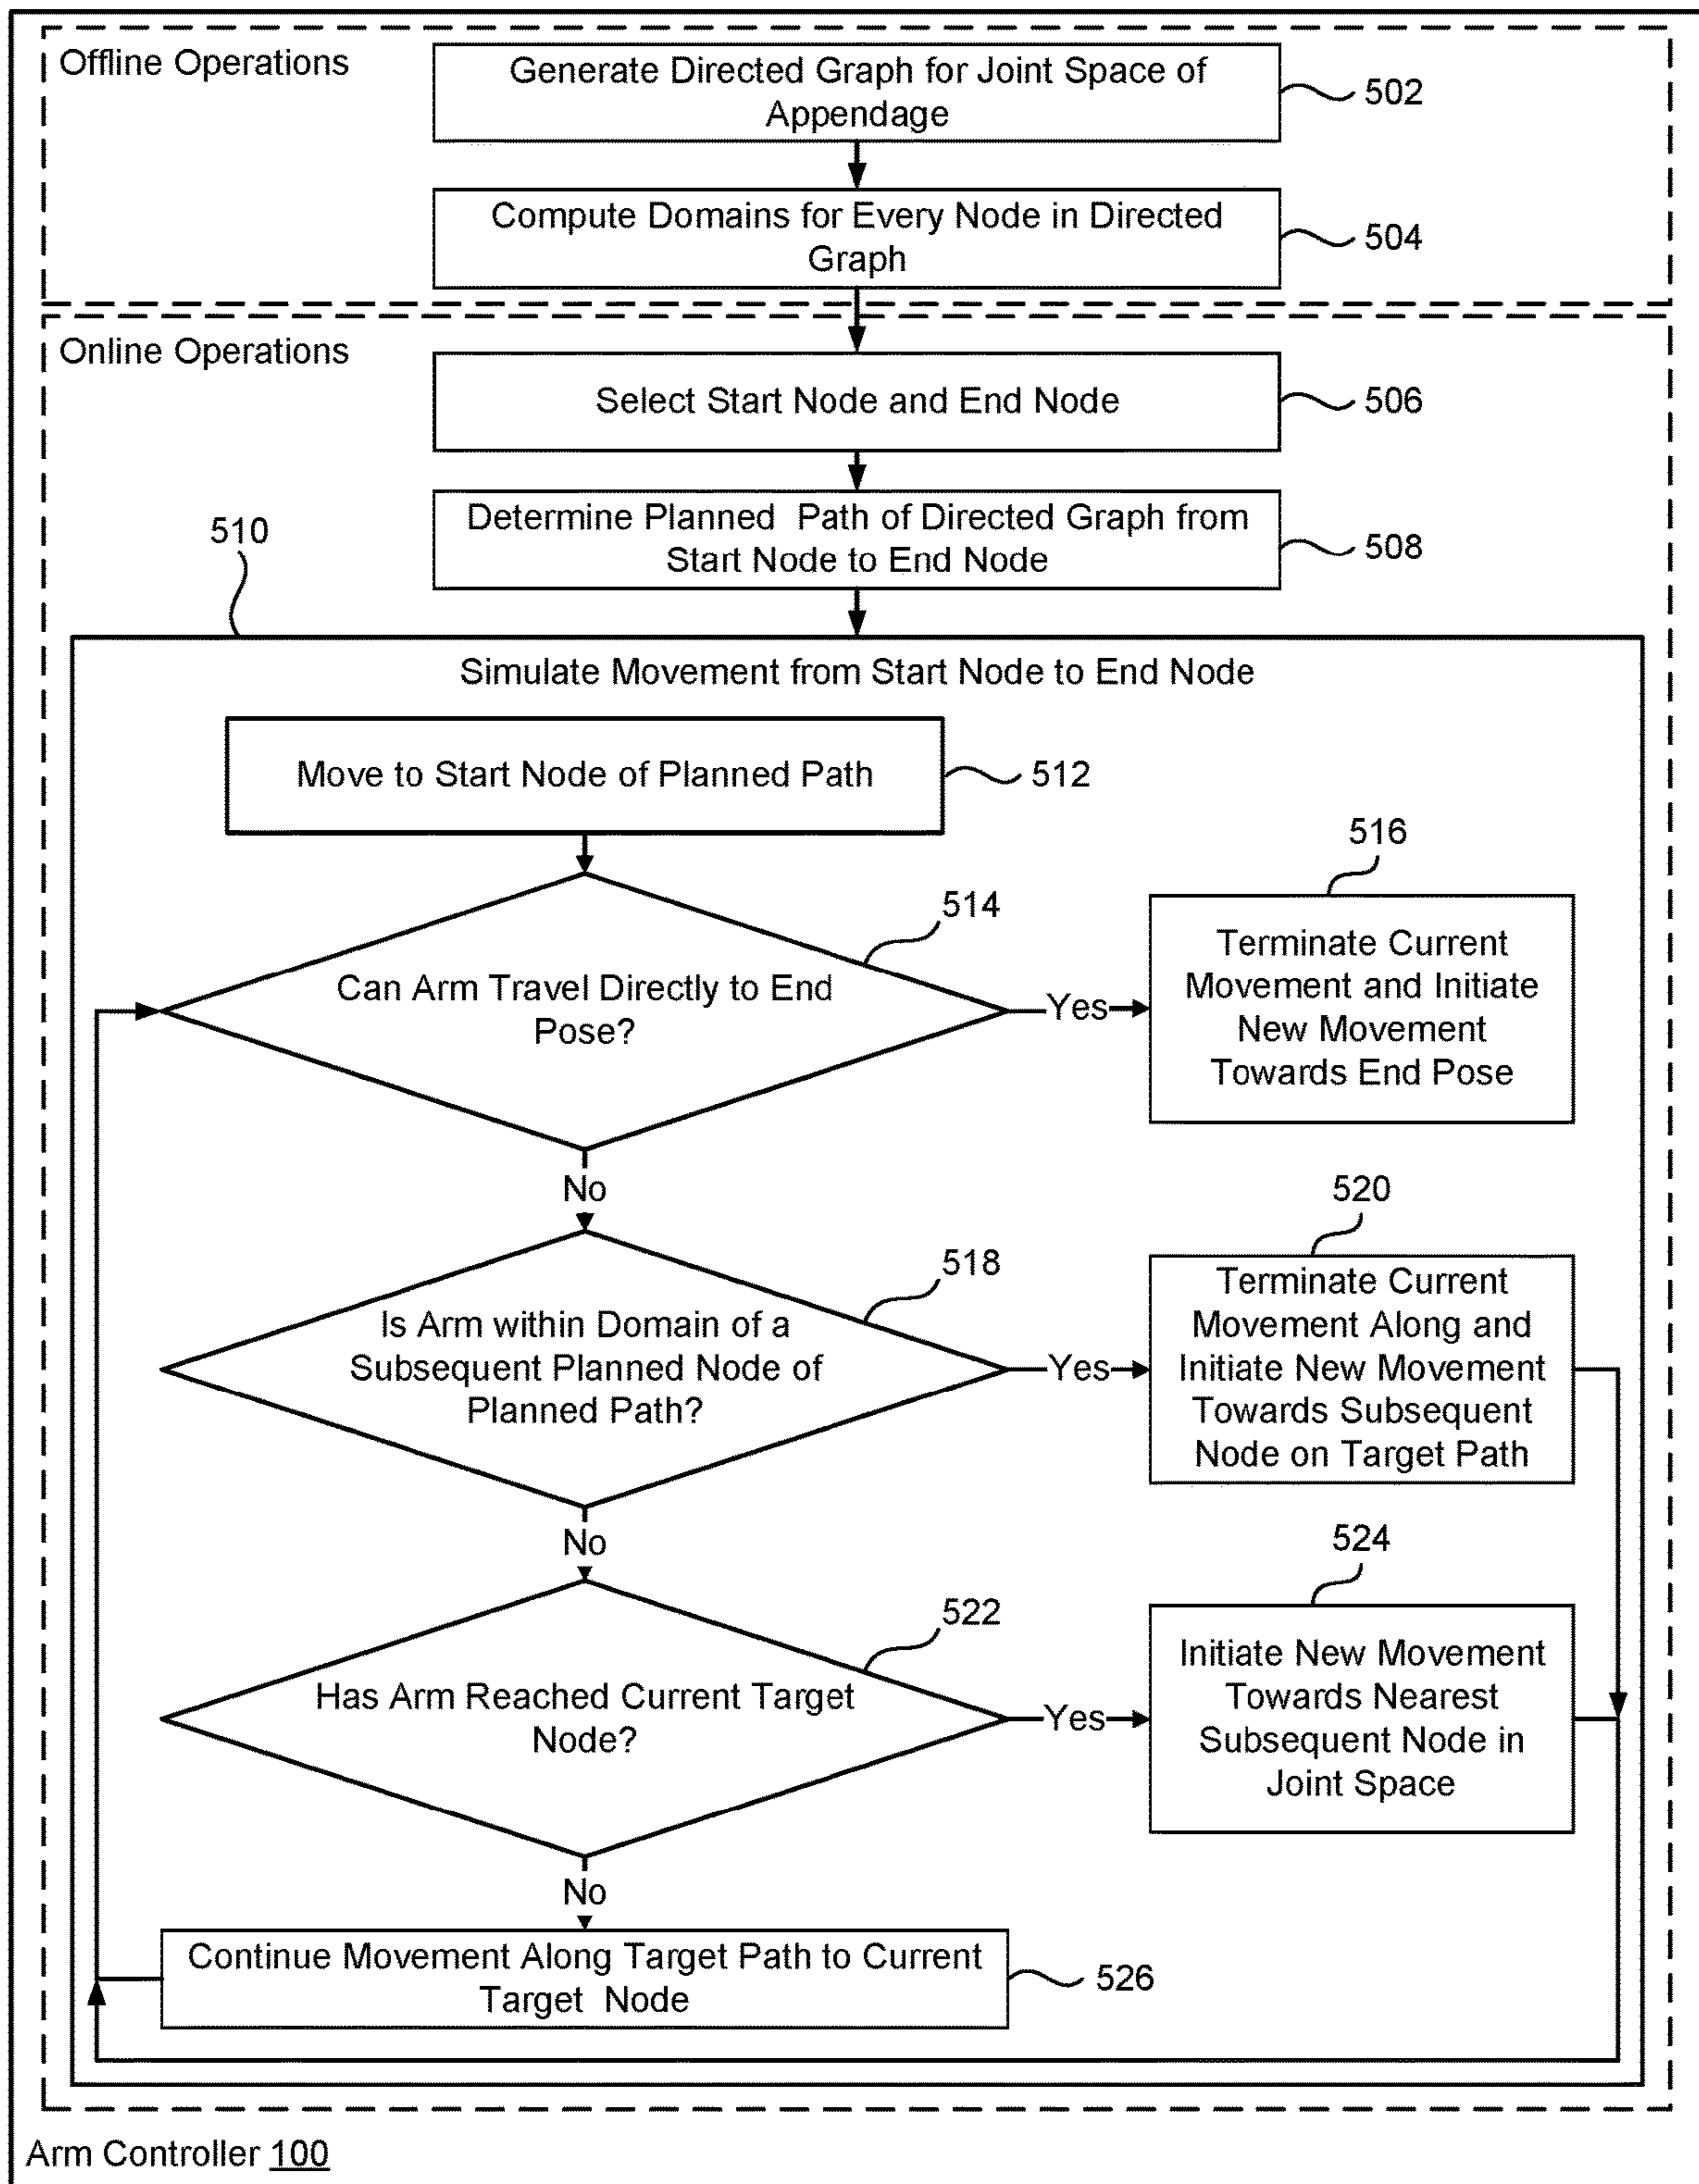 Offline Operations
Generate Directed Graph for Joint Space of
Appendage
502
Compute Domains for Every Node in Directed
Graph
504
Online Operations
Select Start Node and End Node
506
Determine Planned Path of Directed Graph from
Start Node to End Node
508
510
Simulate Movement from Start Node to End Node
Move to Start Node of Planned Path
512
514
Can Arm Travel Directly to End
Pose?
Yes
516
Terminate Current
Movement and Initiate
New Movement
Towards End Pose
No
518
Is Arm within Domain of a
Subsequent Planned Node of
Planned Path?
Yes
520
Terminate Current
Movement Along and
Initiate New Movement
Towards Subsequent
Node on Target Path
No
522
Has Arm Reached Current Target
Node?
Yes
524
Initiate New Movement
Towards Nearest
Subsequent Node in
Joint Space
No
Continue Movement Along Target Path to Current
Target Node
526
Arm Controller 100